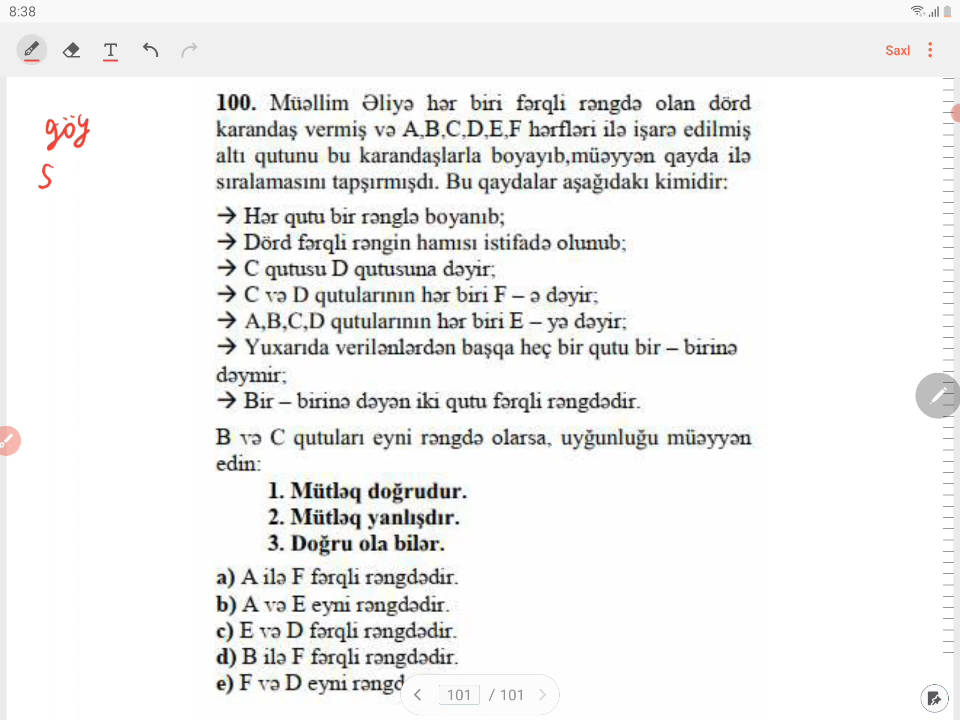 8:38
T
Saxl
göy
S
100. Müəllim Əliyə hər biri fərqli rəngdə olan dörd
karandaş vermiş və A,B,C,D,E,F hərfləri ilə işarə edilmiş
altı qutunu bu karandaşlarla boyayıb,müəyyən qayda ilə
sıralamasını tapşırmışdı. Bu qaydalar aşağıdakı kimidir:
→ Hər qutu bir rənglə boyanıb;
→ Dörd fərqli rəngin hamısı istifadə olunub;
→ C qutusu D qutusuna dəyir;
→ C və D qutularının hər biri F – ə dəyir;
→ A,B,C,D qutularının hər biri E – yə dəyir;
→ Yuxarıda verilənlərdən başqa heç bir qutu bir – birinə
dəymir;
→ Bir – birinə dəyən iki qutu fərqli rəngdədir.
B və C qutuları eyni rəngdə olarsa, uyğunluğu müəyyən
edin:
1. Mütləq doğrudur.
2. Mütləq yanlışdır.
3. Doğru ola bilər.
a) A ilə F fərqli rəngdədir.
b) A və E eyni rəngdədir.
c) E və D fərqli rəngdədir.
d) B ilə F fərqli rəngdədir.
e) F və D eyni rəngd
101 / 101